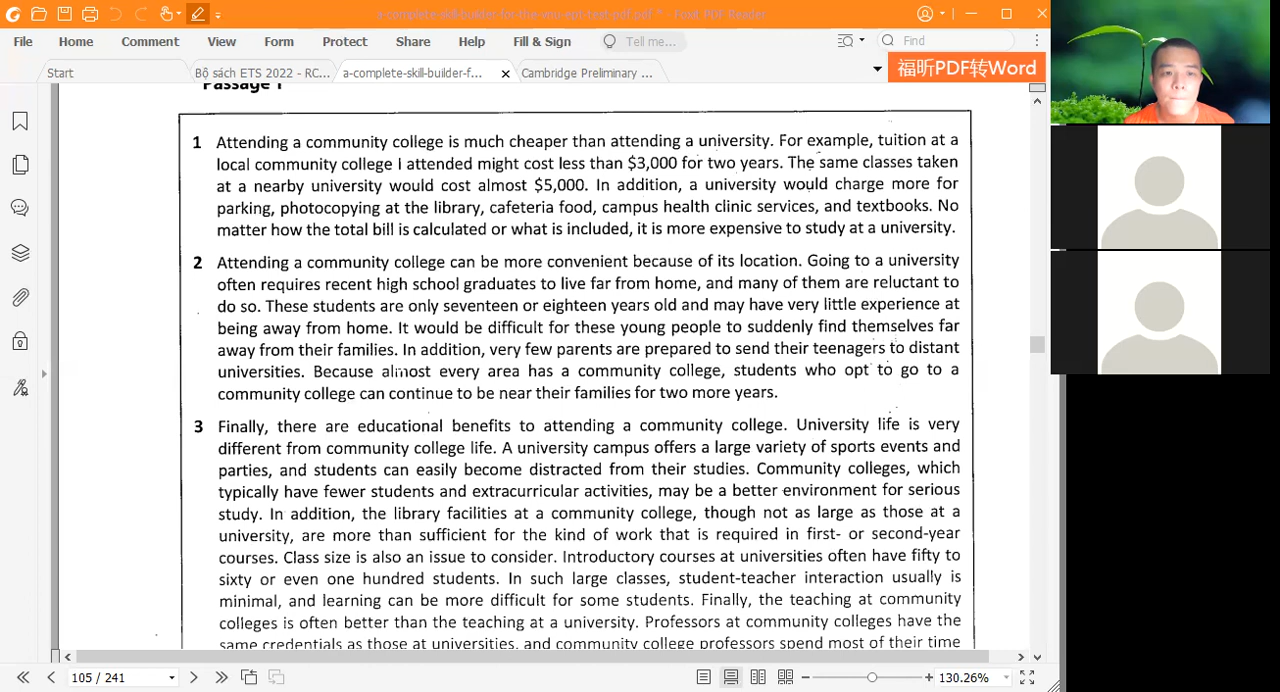 a-complete-skill-builder-for-the-vnu-ept-text-pdf.pdf * - Foxit PDF Reader
File Home Comment View Form Protect Share Help Fill & Sign Tell me... Find
Start Bộ sách ETS 2022 - RC... a-complete-skill-builder-f... × Cambridge Preliminary ... 福昕PDF转Word
Passage 1
1 Attending a community college is much cheaper than attending a university. For example, tuition at a
local community college I attended might cost less than $3,000 for two years. The same classes taken
at a nearby university would cost almost $5,000. In addition, a university would charge more for
parking, photocopying at the library, cafeteria food, campus health clinic services, and textbooks. No
matter how the total bill is calculated or what is included, it is more expensive to study at a university.
2 Attending a community college can be more convenient because of its location. Going to a university
often requires recent high school graduates to live far from home, and many of them are reluctant to
do so. These students are only seventeen or eighteen years old and may have very little experience at
being away from home. It would be difficult for these young people to suddenly find themselves far
away from their families. In addition, very few parents are prepared to send their teenagers to distant
universities. Because almost every area has a community college, students who opt to go to a
community college can continue to be near their families for two more years.
3 Finally, there are educational benefits to attending a community college. University life is very
different from community college life. A university campus offers a large variety of sports events and
parties, and students can easily become distracted from their studies. Community colleges, which
typically have fewer students and extracurricular activities, may be a better environment for serious
study. In addition, the library facilities at a community college, though not as large as those at a
university, are more than sufficient for the kind of work that is required in first- or second-year
courses. Class size is also an issue to consider. Introductory courses at universities often have fifty to
sixty or even one hundred students. In such large classes, student-teacher interaction usually is
minimal, and learning can be more difficult for some students. Finally, the teaching at community
colleges is often better than the teaching at a university. Professors at community colleges have the
same credentials as those at universities, and community college professors spend most of their time
105 / 241 130.26%